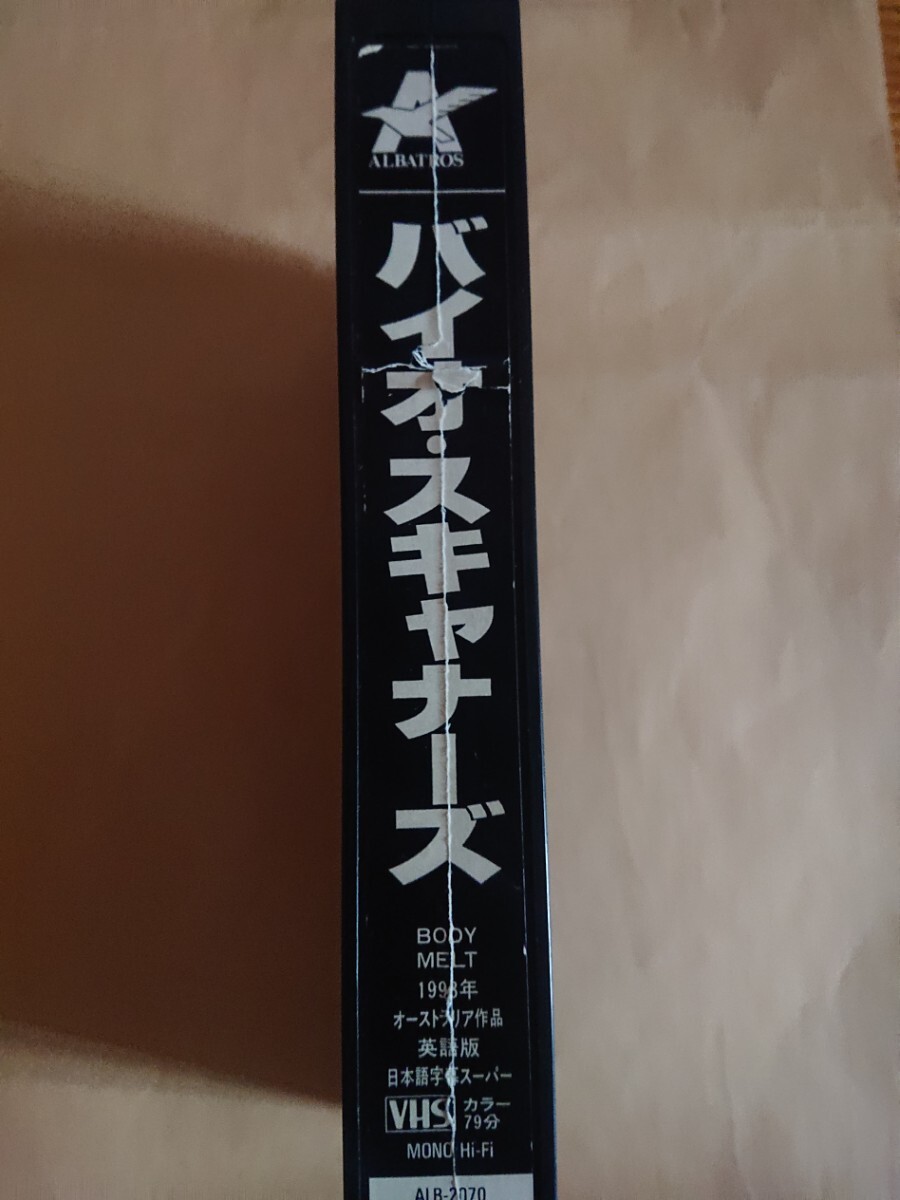 ALBATROS
バイオ・スキャナーズ
BODY
MELT
1993年
オーストラリア作品
英語版
日本語字幕スーパー
VHS カラー
79分
MONO Hi-Fi
ALB-2070